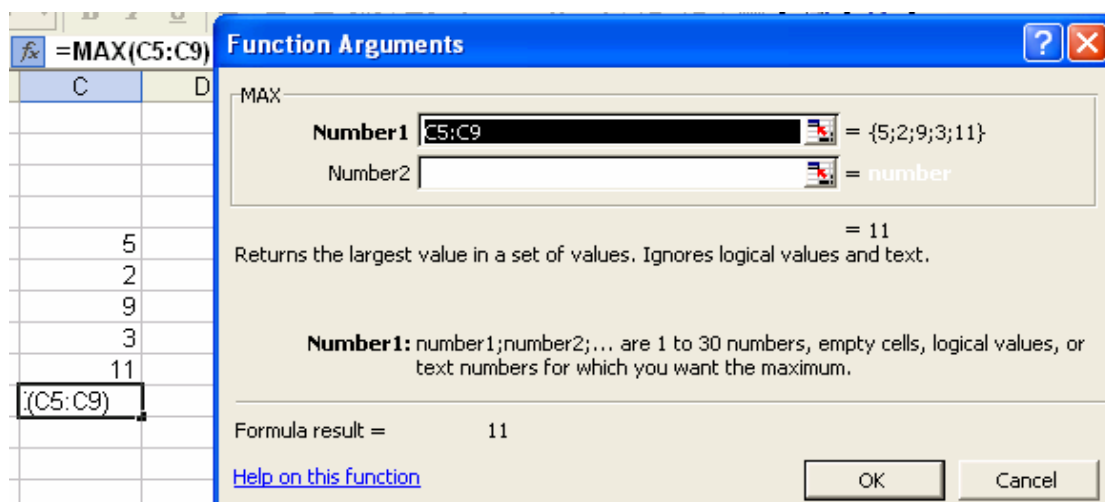 B I U
fx =MAX(C5:C9)
Function Arguments
C D
MAX
Number1 C5:C9 = {5;2;9;3;11}
Number2 = number
= 11
Returns the largest value in a set of values. Ignores logical values and text.
Number1: number1;number2;... are 1 to 30 numbers, empty cells, logical values, or
text numbers for which you want the maximum.
Formula result = 11
Help on this function
OK Cancel
5
2
9
3
11
(C5:C9)